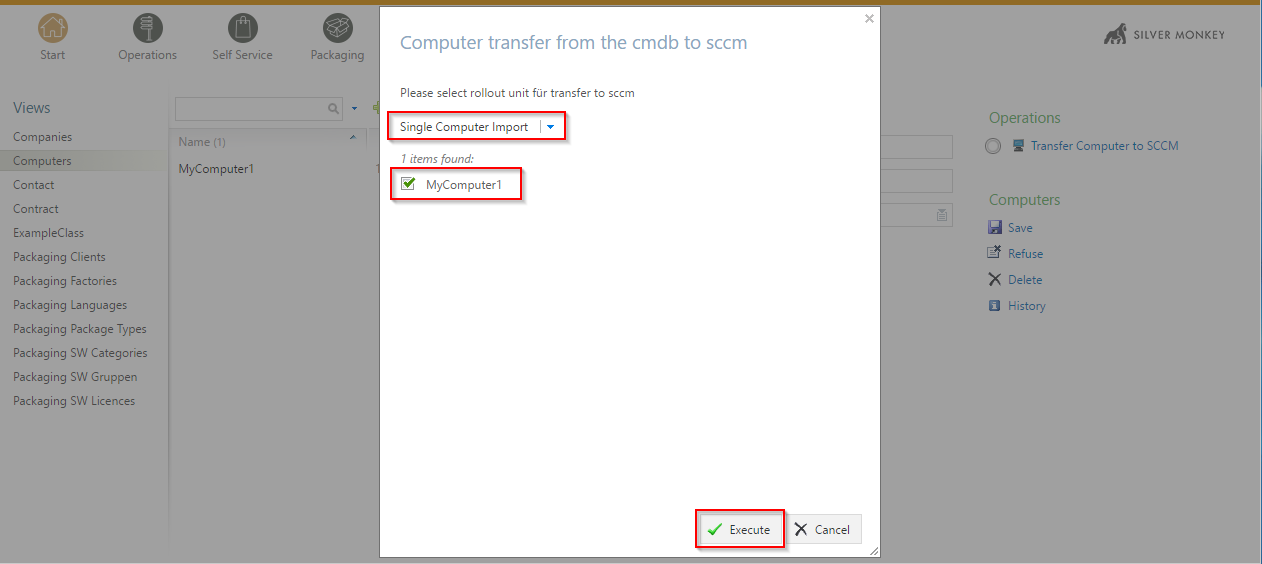 Start
Operations
Self Service
Packaging
SILVER MONKEY
Views
Companies
Computers
Contact
Contract
ExampleClass
Packaging Clients
Packaging Factories
Packaging Languages
Packaging Package Types
Packaging SW Categories
Packaging SW Gruppen
Packaging SW Licences
Name (1)
MyComputer1
Computer transfer from the cmdb to sccm
Please select rollout unit für transfer to sccm
Single Computer Import
1 items found:
MyComputer1
Execute
Cancel
Operations
Transfer Computer to SCCM
Computers
Save
Refuse
Delete
History